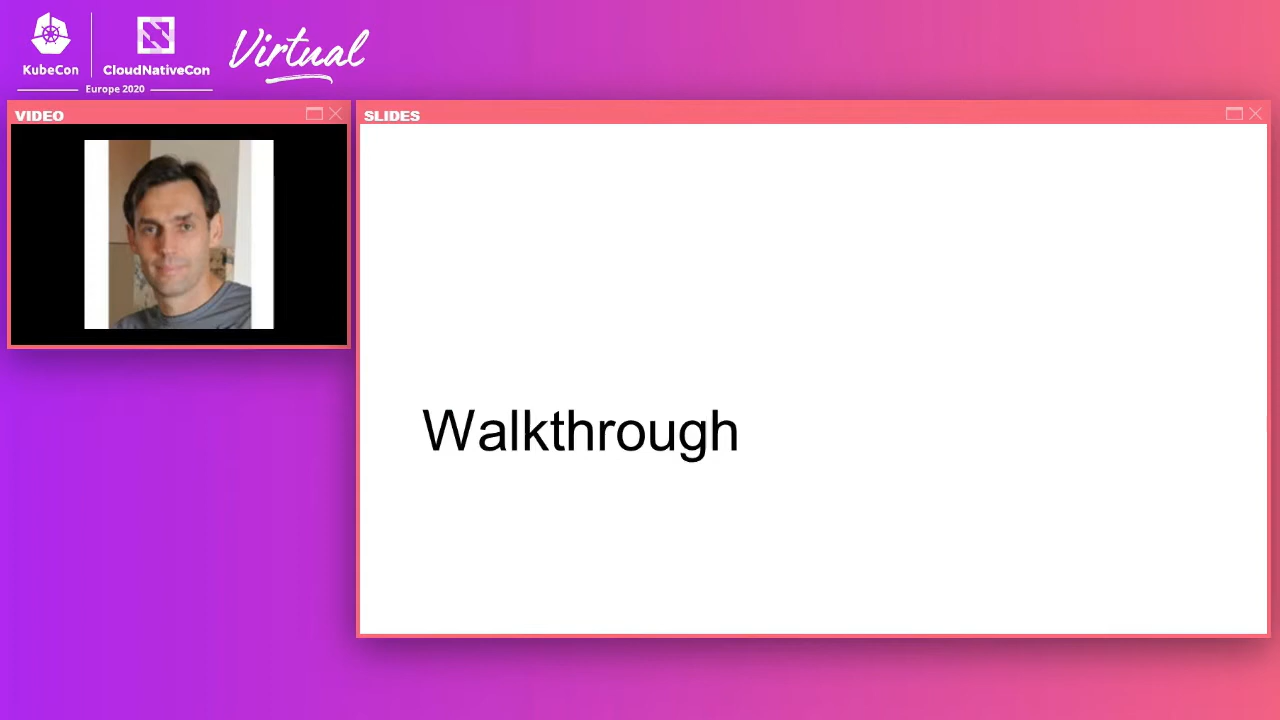 KubeCon
CloudNativeCon
Europe 2020
Virtual
VIDEO
SLIDES
Walkthrough